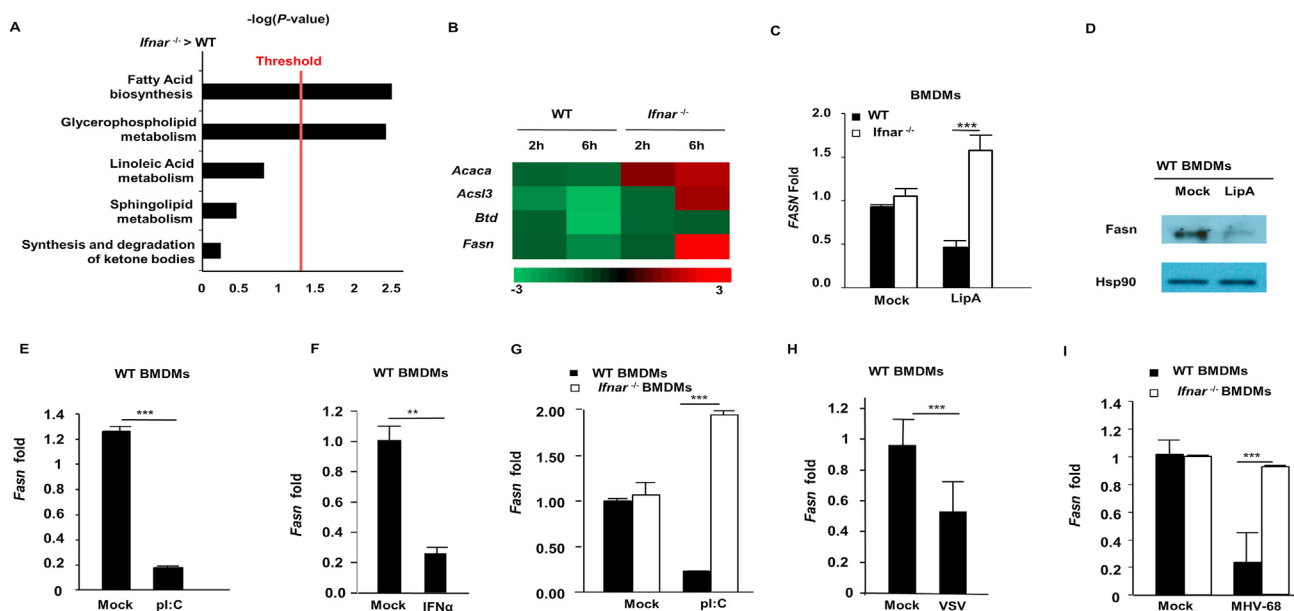 A
-log(P-value)
Ifnar -/- > WT
Threshold
Fatty Acid
biosynthesis
Glycerophospholipid
metabolism
Linoleic Acid
metabolism
Sphingolipid
metabolism
Synthesis and degradation
of ketone bodies
0 0.5 1 1.5 2 2.5
B
WT Ifnar -/-
2h 6h 2h 6h
Acaca
Acsl3
Btd
Fasn
-3 3
C
BMDMs
WT
Ifnar -/-
***
FASN Fold
2.0
1.5
1.0
0.5
0.0
Mock LipA
D
WT BMDMs
Mock LipA
Fasn
Hsp90
E
WT BMDMs
***
Fasn fold
1.4
1.2
1
0.8
0.6
0.4
0.2
0
Mock pI:C
F
WT BMDMs
**
Fasn fold
1.2
1.0
0.8
0.6
0.4
0.2
0
Mock IFNα
G
WT BMDMs
Ifnar -/- BMDMs
***
Fasn fold
2.00
1.00
0.50
0.00
Mock pI:C
H
WT BMDMs
***
Fasn fold
1.2
1
0.8
0.6
0.4
0.2
0
Mock VSV
I
WT BMDMs
Ifnar -/- BMDMs
***
Fasn fold
1.4
1.2
1
0.8
0.6
0.4
0.2
0
Mock MHV-68